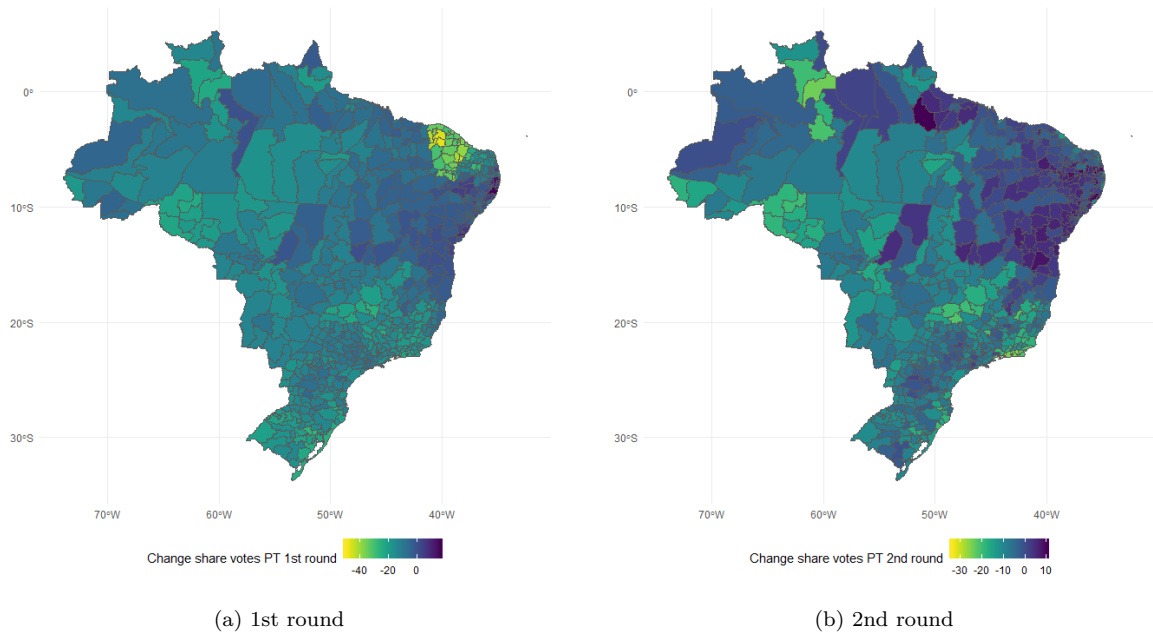 0°
10°S
20°S
30°S
70°W 60°W 50°W 40°W
Change share votes PT 1st round
-40 -20 0
(a) 1st round
0°
10°S
20°S
30°S
70°W 60°W 50°W 40°W
Change share votes PT 2nd round
-30 -20 -10 0 10
(b) 2nd round